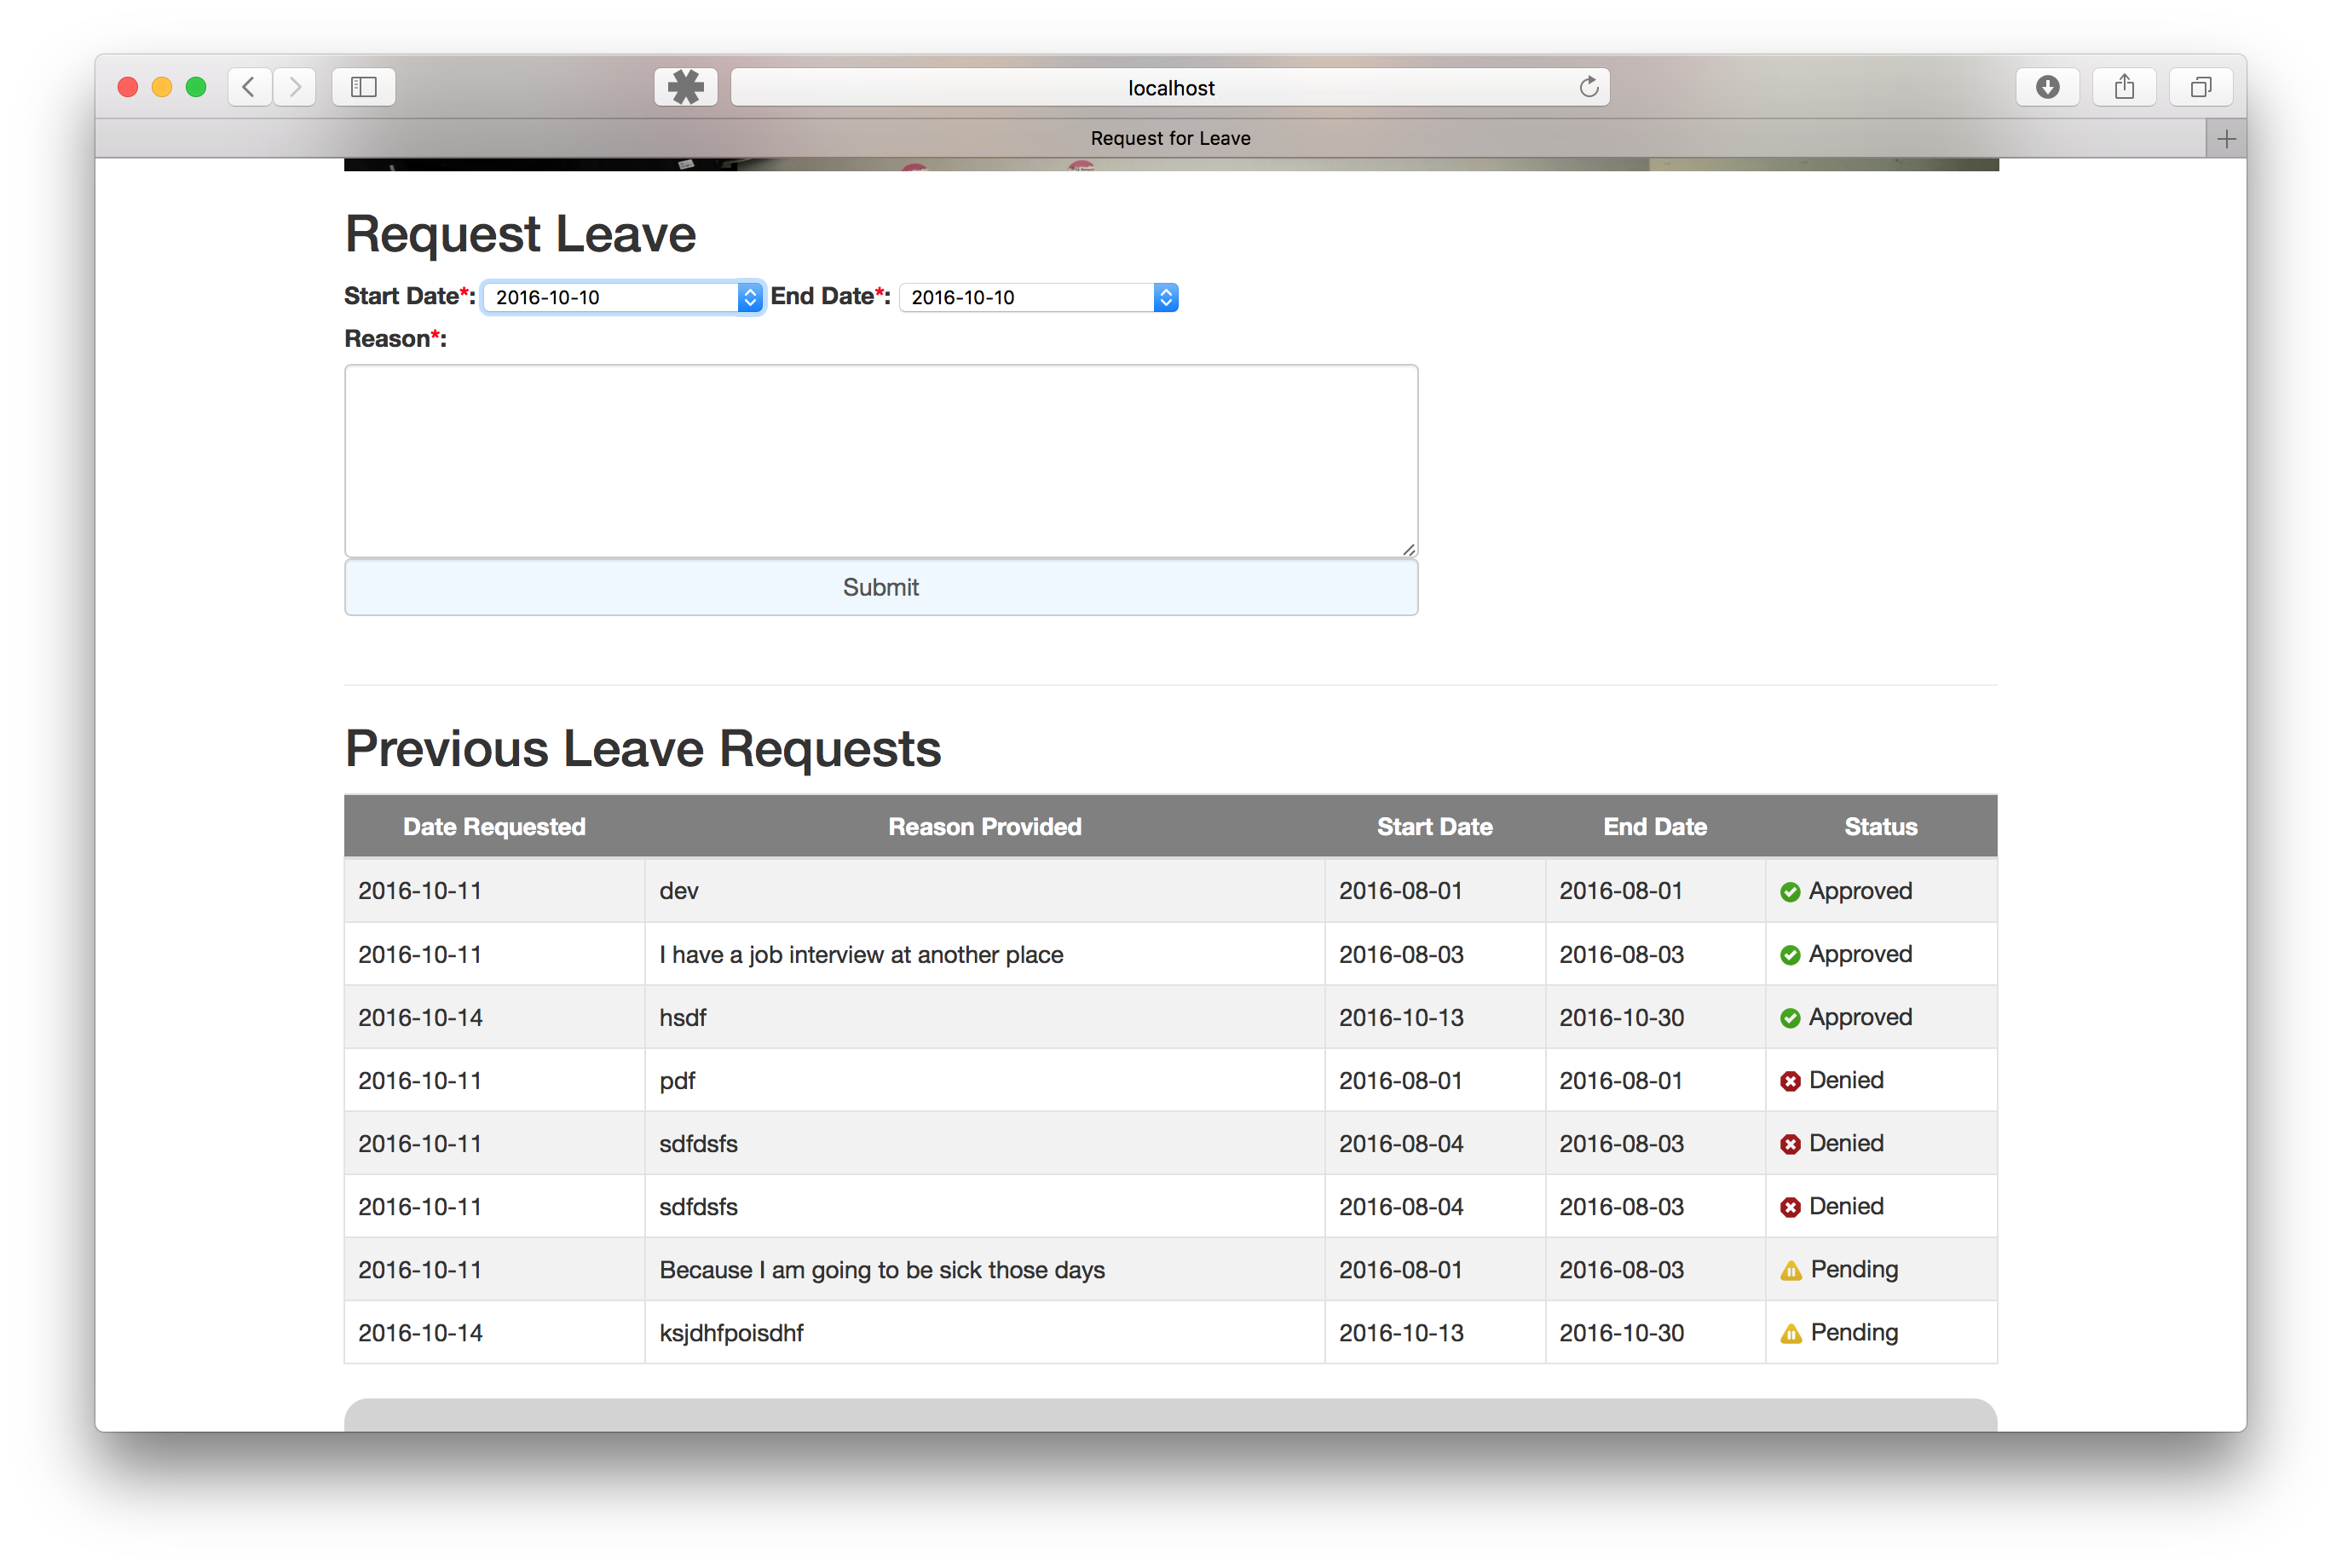 localhost
Request for Leave
Request Leave
Start Date*: 2016-10-10 End Date*: 2016-10-10
Reason*:
Submit
Previous Leave Requests
Date Requested Reason Provided Start Date End Date Status
2016-10-11 dev 2016-08-01 2016-08-01 Approved
2016-10-11 I have a job interview at another place 2016-08-03 2016-08-03 Approved
2016-10-14 hsdf 2016-10-13 2016-10-30 Approved
2016-10-11 pdf 2016-08-01 2016-08-01 Denied
2016-10-11 sdfdsfs 2016-08-04 2016-08-03 Denied
2016-10-11 sdfdsfs 2016-08-04 2016-08-03 Denied
2016-10-11 Because I am going to be sick those days 2016-08-01 2016-08-03 Pending
2016-10-14 ksjdhfpoisdhf 2016-10-13 2016-10-30 Pending